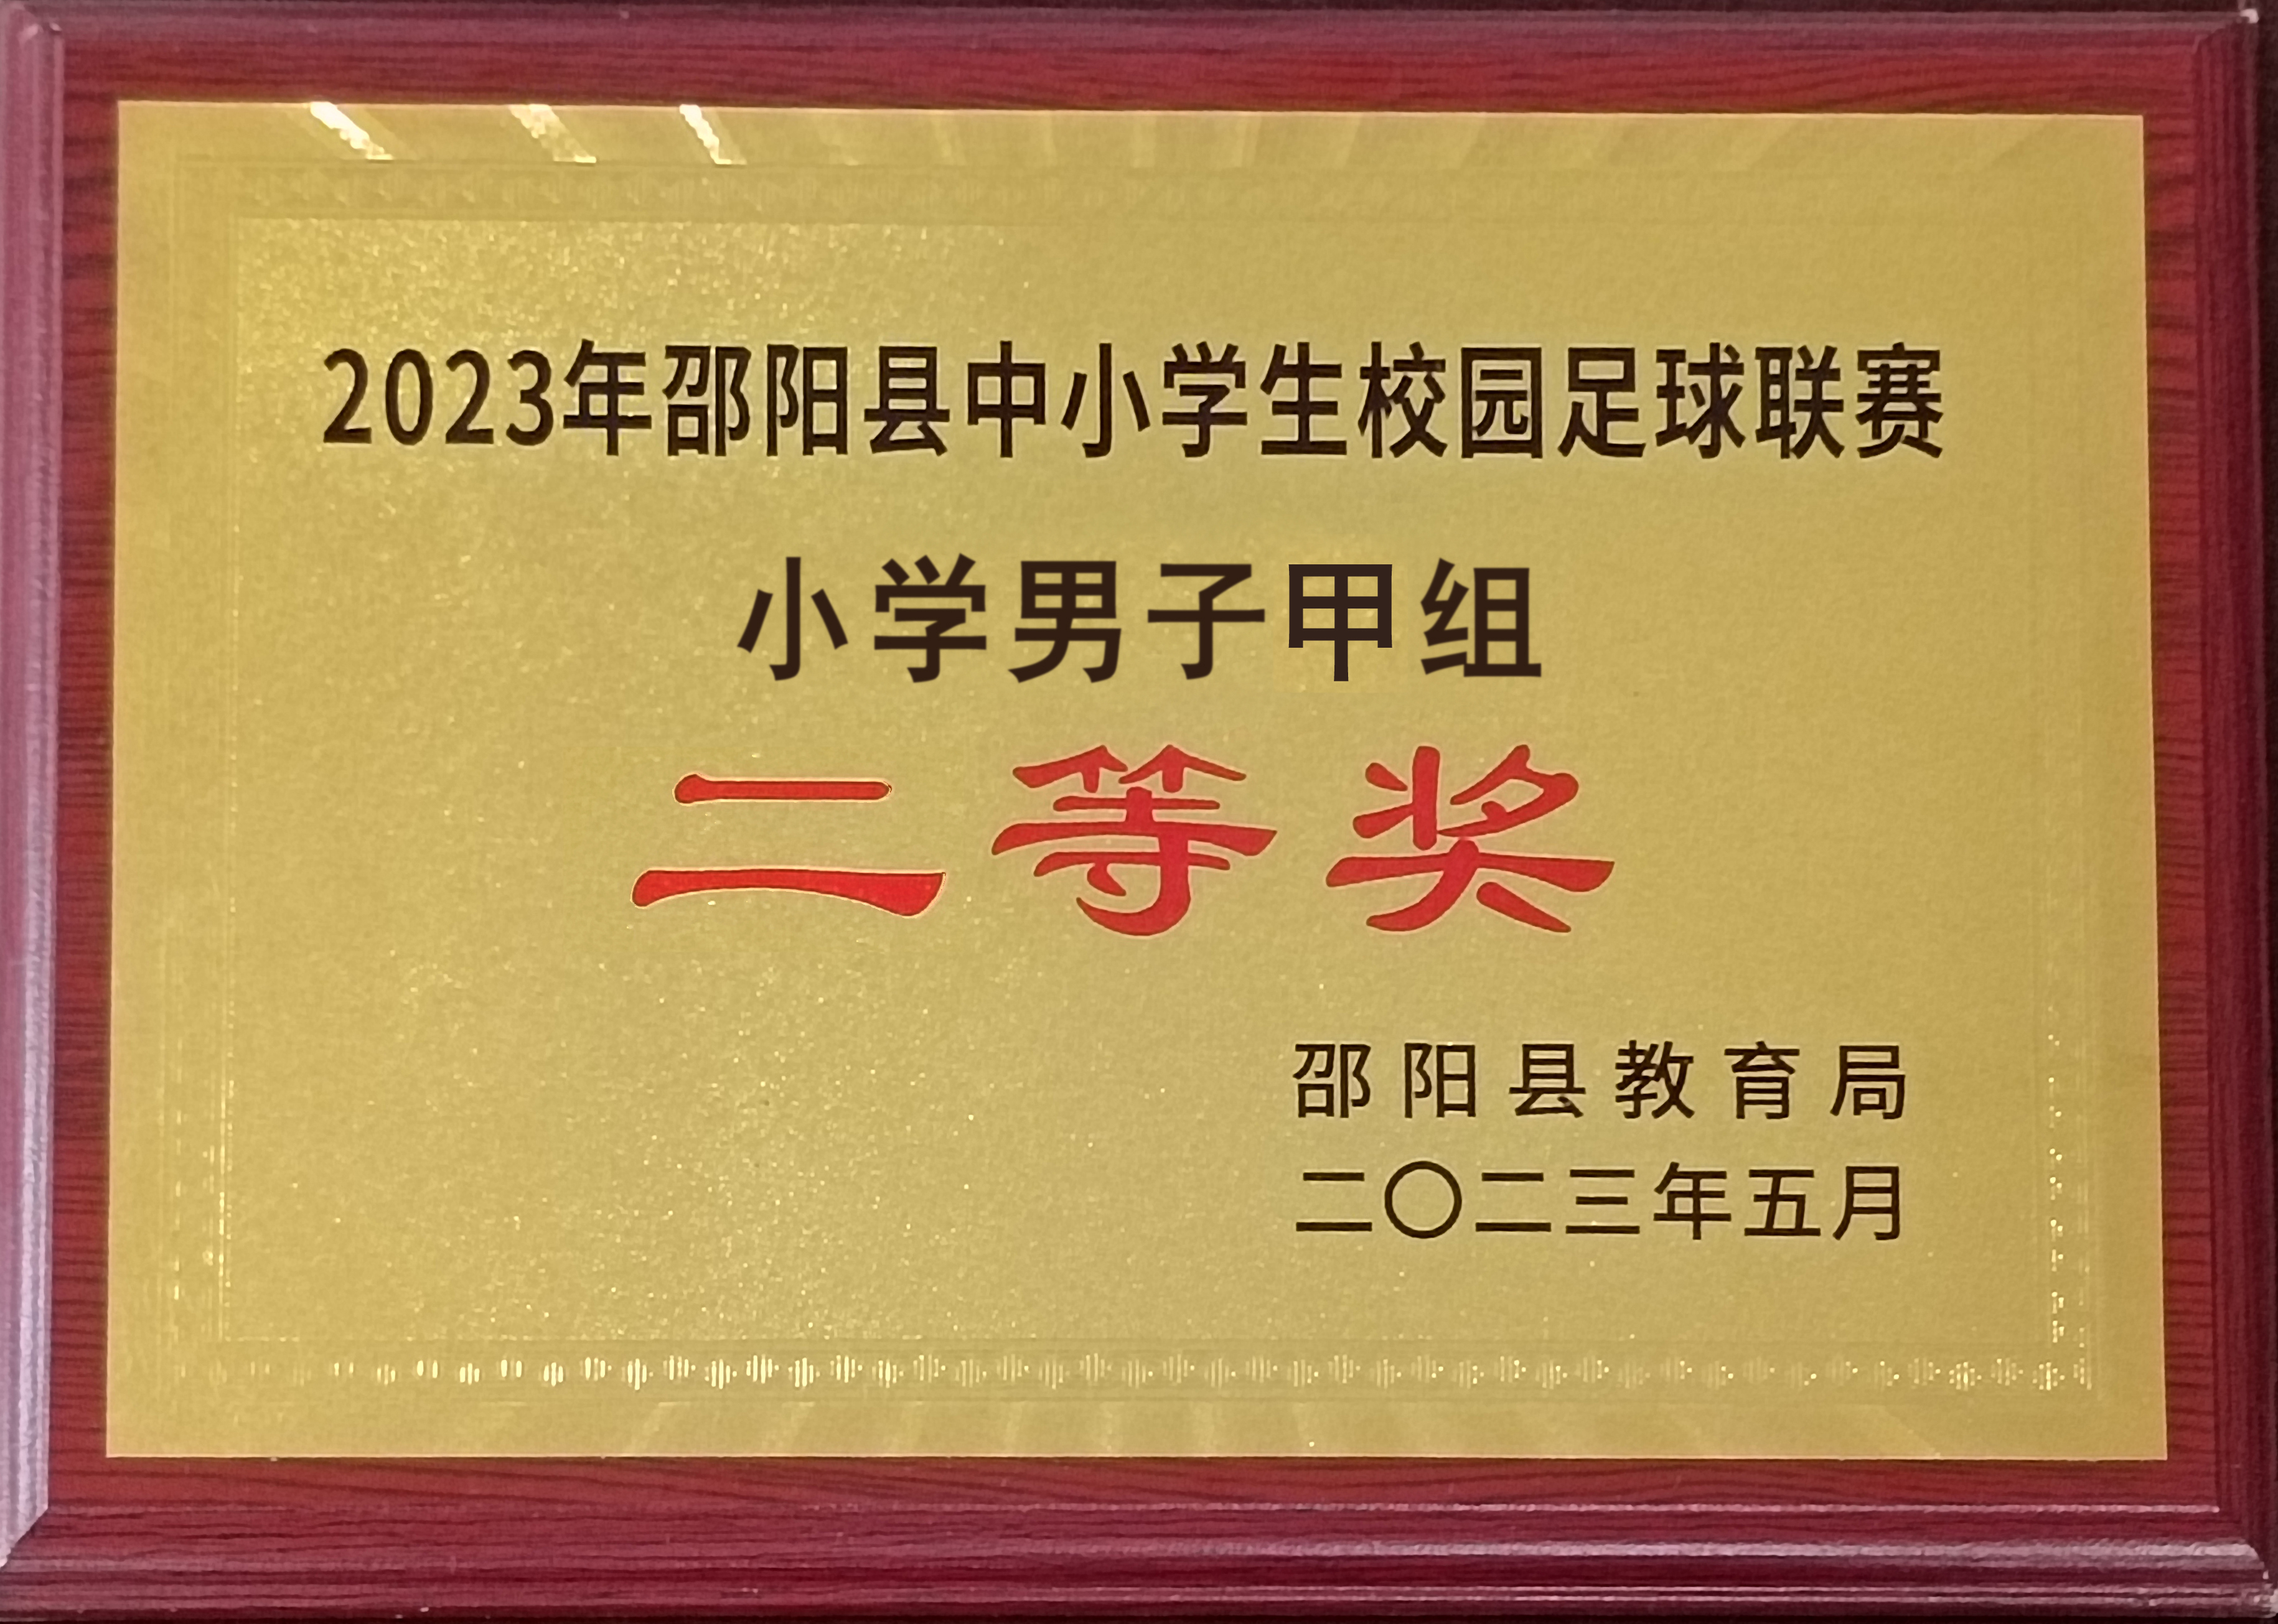 2023年邵阳县中小学生校园足球联赛
小学男子甲组
二等奖
邵阳县教育局
二〇二三年五月